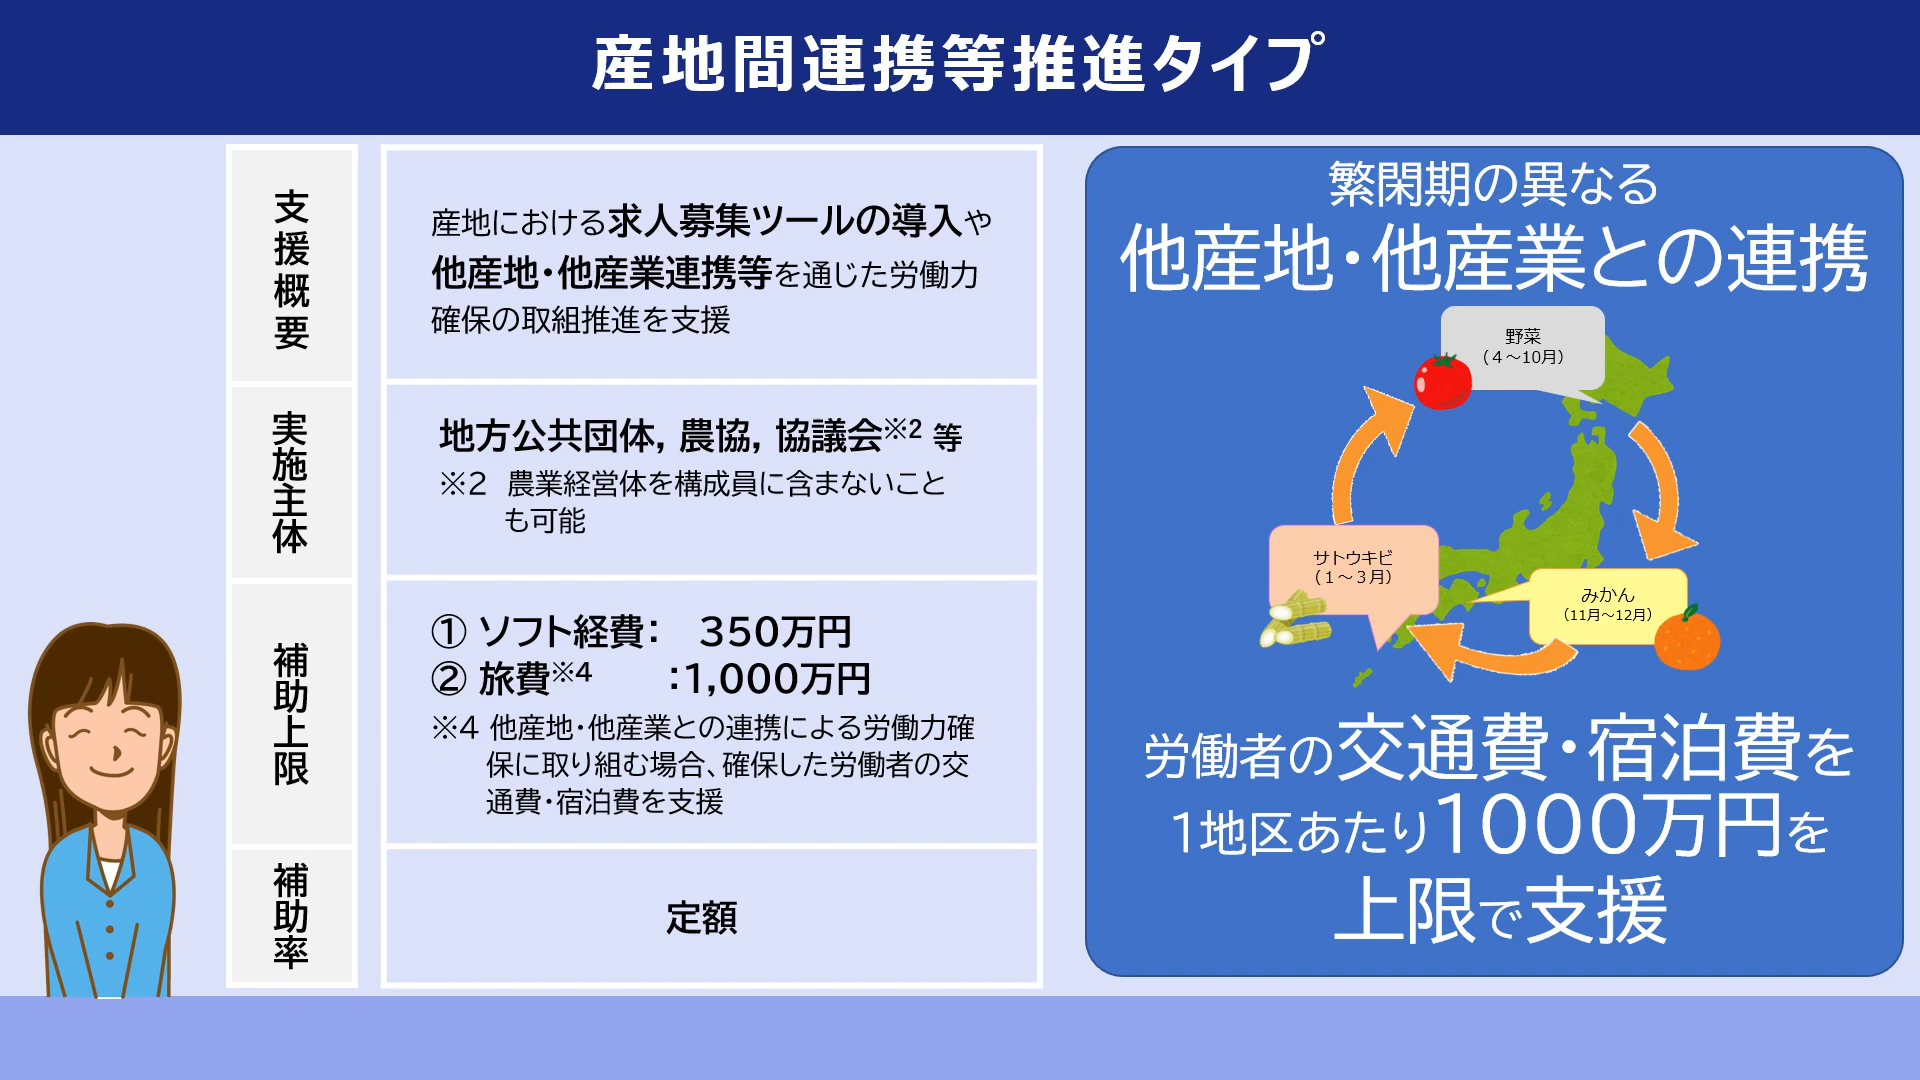 産地間連携等推進タイプ
支援概要
産地における求人募集ツールの導入や
他産地・他産業連携等を通じた労働力
確保の取組推進を支援
実施主体
地方公共団体, 農協, 協議会※2 等
※2 農業経営体を構成員に含まないこと
も可能
補助上限
① ソフト経費： 350万円
② 旅費※4 ：1,000万円
※4 他産地・他産業との連携による労働力確
保に取り組む場合、確保した労働者の交
通費・宿泊費を支援
補助率
定額
繁閑期の異なる
他産地・他産業との連携
野菜
（４～10月）
サトウキビ
（１～３月）
みかん
（11月～12月）
労働者の交通費・宿泊費を
1地区あたり1000万円を
上限で支援